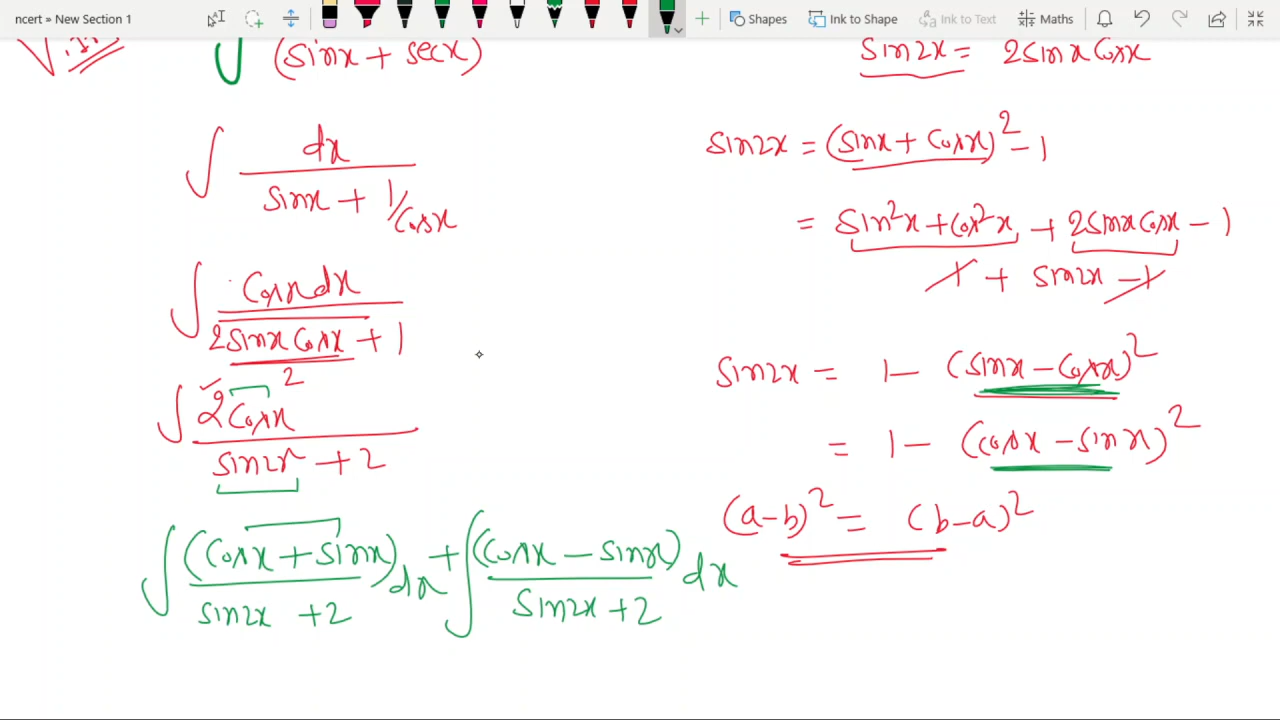 ncert » New Section 1
Shapes
Ink to Shape
Ink to Text
Maths
V.I
∫ (sinx + secx)
∫ dx / (sinx + 1/cosx)
∫ cosx dx / (2sinx cosx + 1)
2
∫ 2cosx / (sin2x + 2)
∫ (cosx + sinx) / (sin2x + 2) dx + ∫ (cosx − sinx) / (sin2x + 2) dx
sin2x = 2sinx cosx
sin2x = (sinx + cosx)² − 1
= sin²x + cos²x + 2sinx cosx − 1
1 + sin2x − 1
sin2x = 1 − (sinx − cosx)²
= 1 − (cosx − sinx)²
(a−b)² = (b−a)²